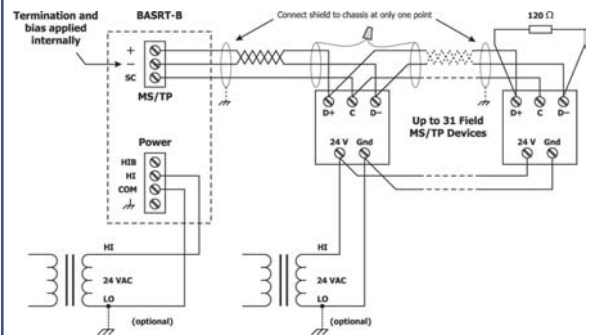 Termination and
bias applied
internally
BASRT-B
Connect shield to chassis at only one point
120 Ω
+
−
SC
MS/TP
D+ C D−
D+ C D−
Up to 31 Field
MS/TP Devices
24 V Gnd
24 V Gnd
Power
HIB
HI
COM
HI
24 VAC
LO
(optional)
HI
24 VAC
LO
(optional)